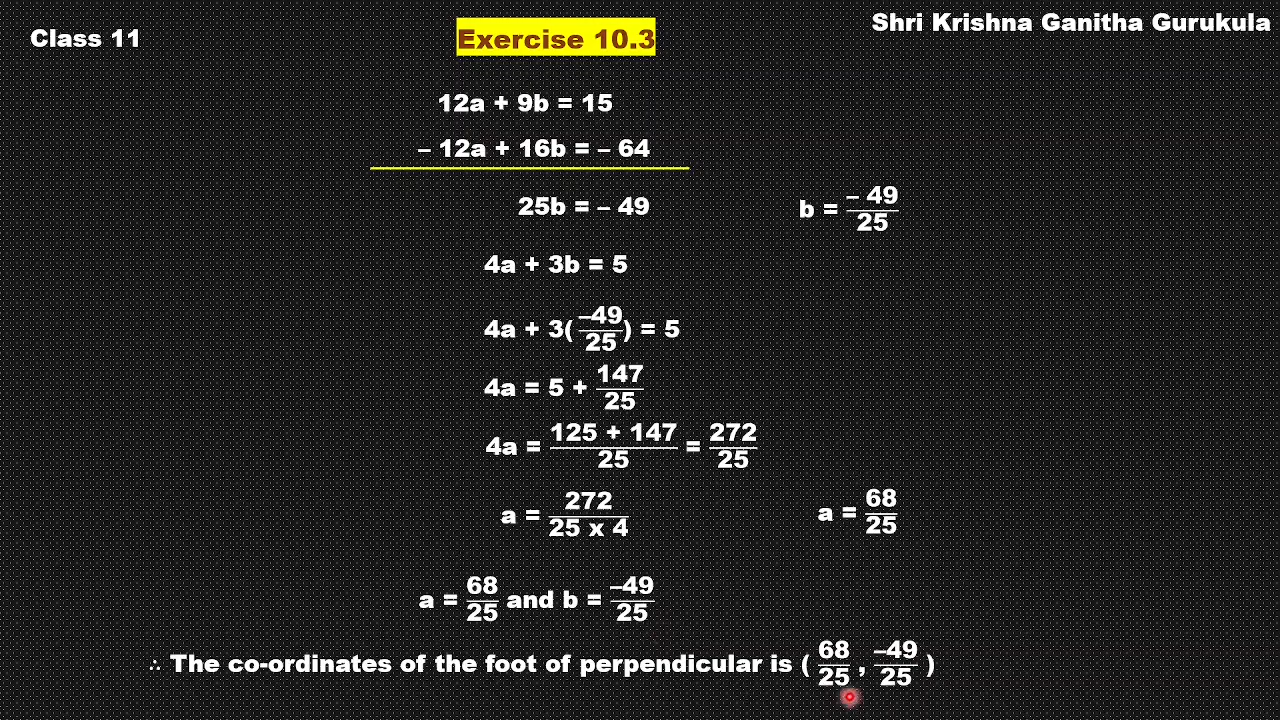 Class 11
Exercise 10.3
Shri Krishna Ganitha Gurukula
12a + 9b = 15
– 12a + 16b = – 64
25b = – 49
b = – 49/25
4a + 3b = 5
4a + 3( –49/25 ) = 5
4a = 5 + 147/25
4a = 125 + 147/25 = 272/25
a = 272/25 x 4
a = 68/25
a = 68/25 and b = –49/25
∴ The co-ordinates of the foot of perpendicular is ( 68/25 , –49/25 )